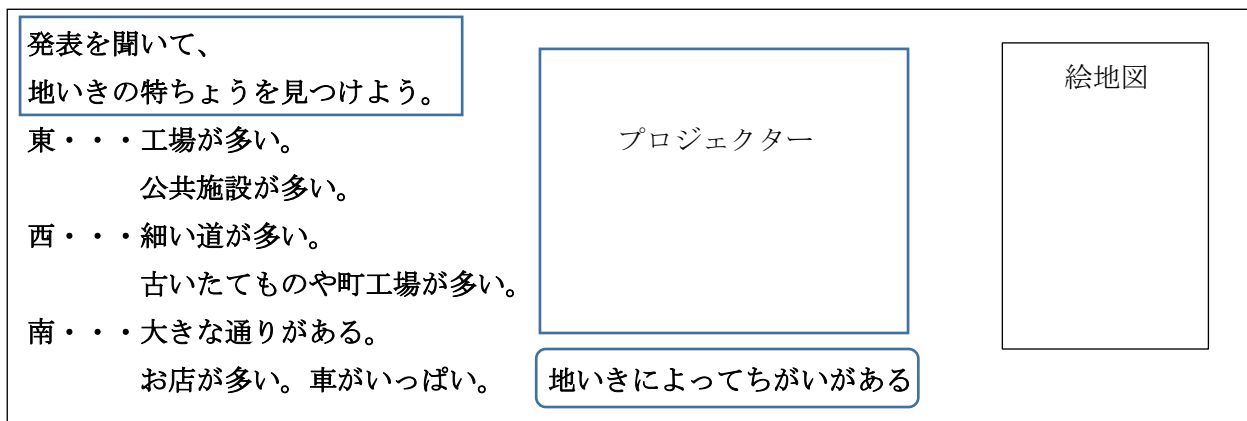 発表を聞いて、
地いきの特ちょうを見つけよう。
東・・・工場が多い。
公共施設が多い。
西・・・細い道が多い。
古いたてものや町工場が多い。
南・・・大きな通りがある。
お店が多い。車がいっぱい。
プロジェクター
地いきによってちがいがある
絵地図